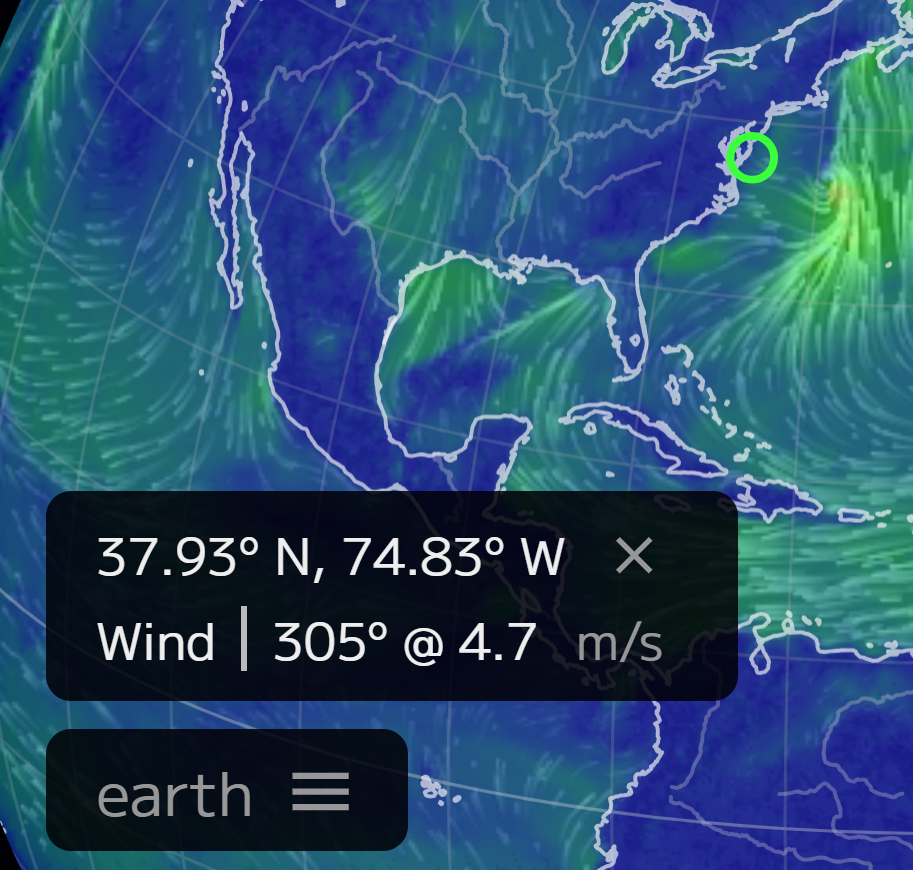 37.93° N, 74.83° W
Wind | 305° @ 4.7 m/s
earth